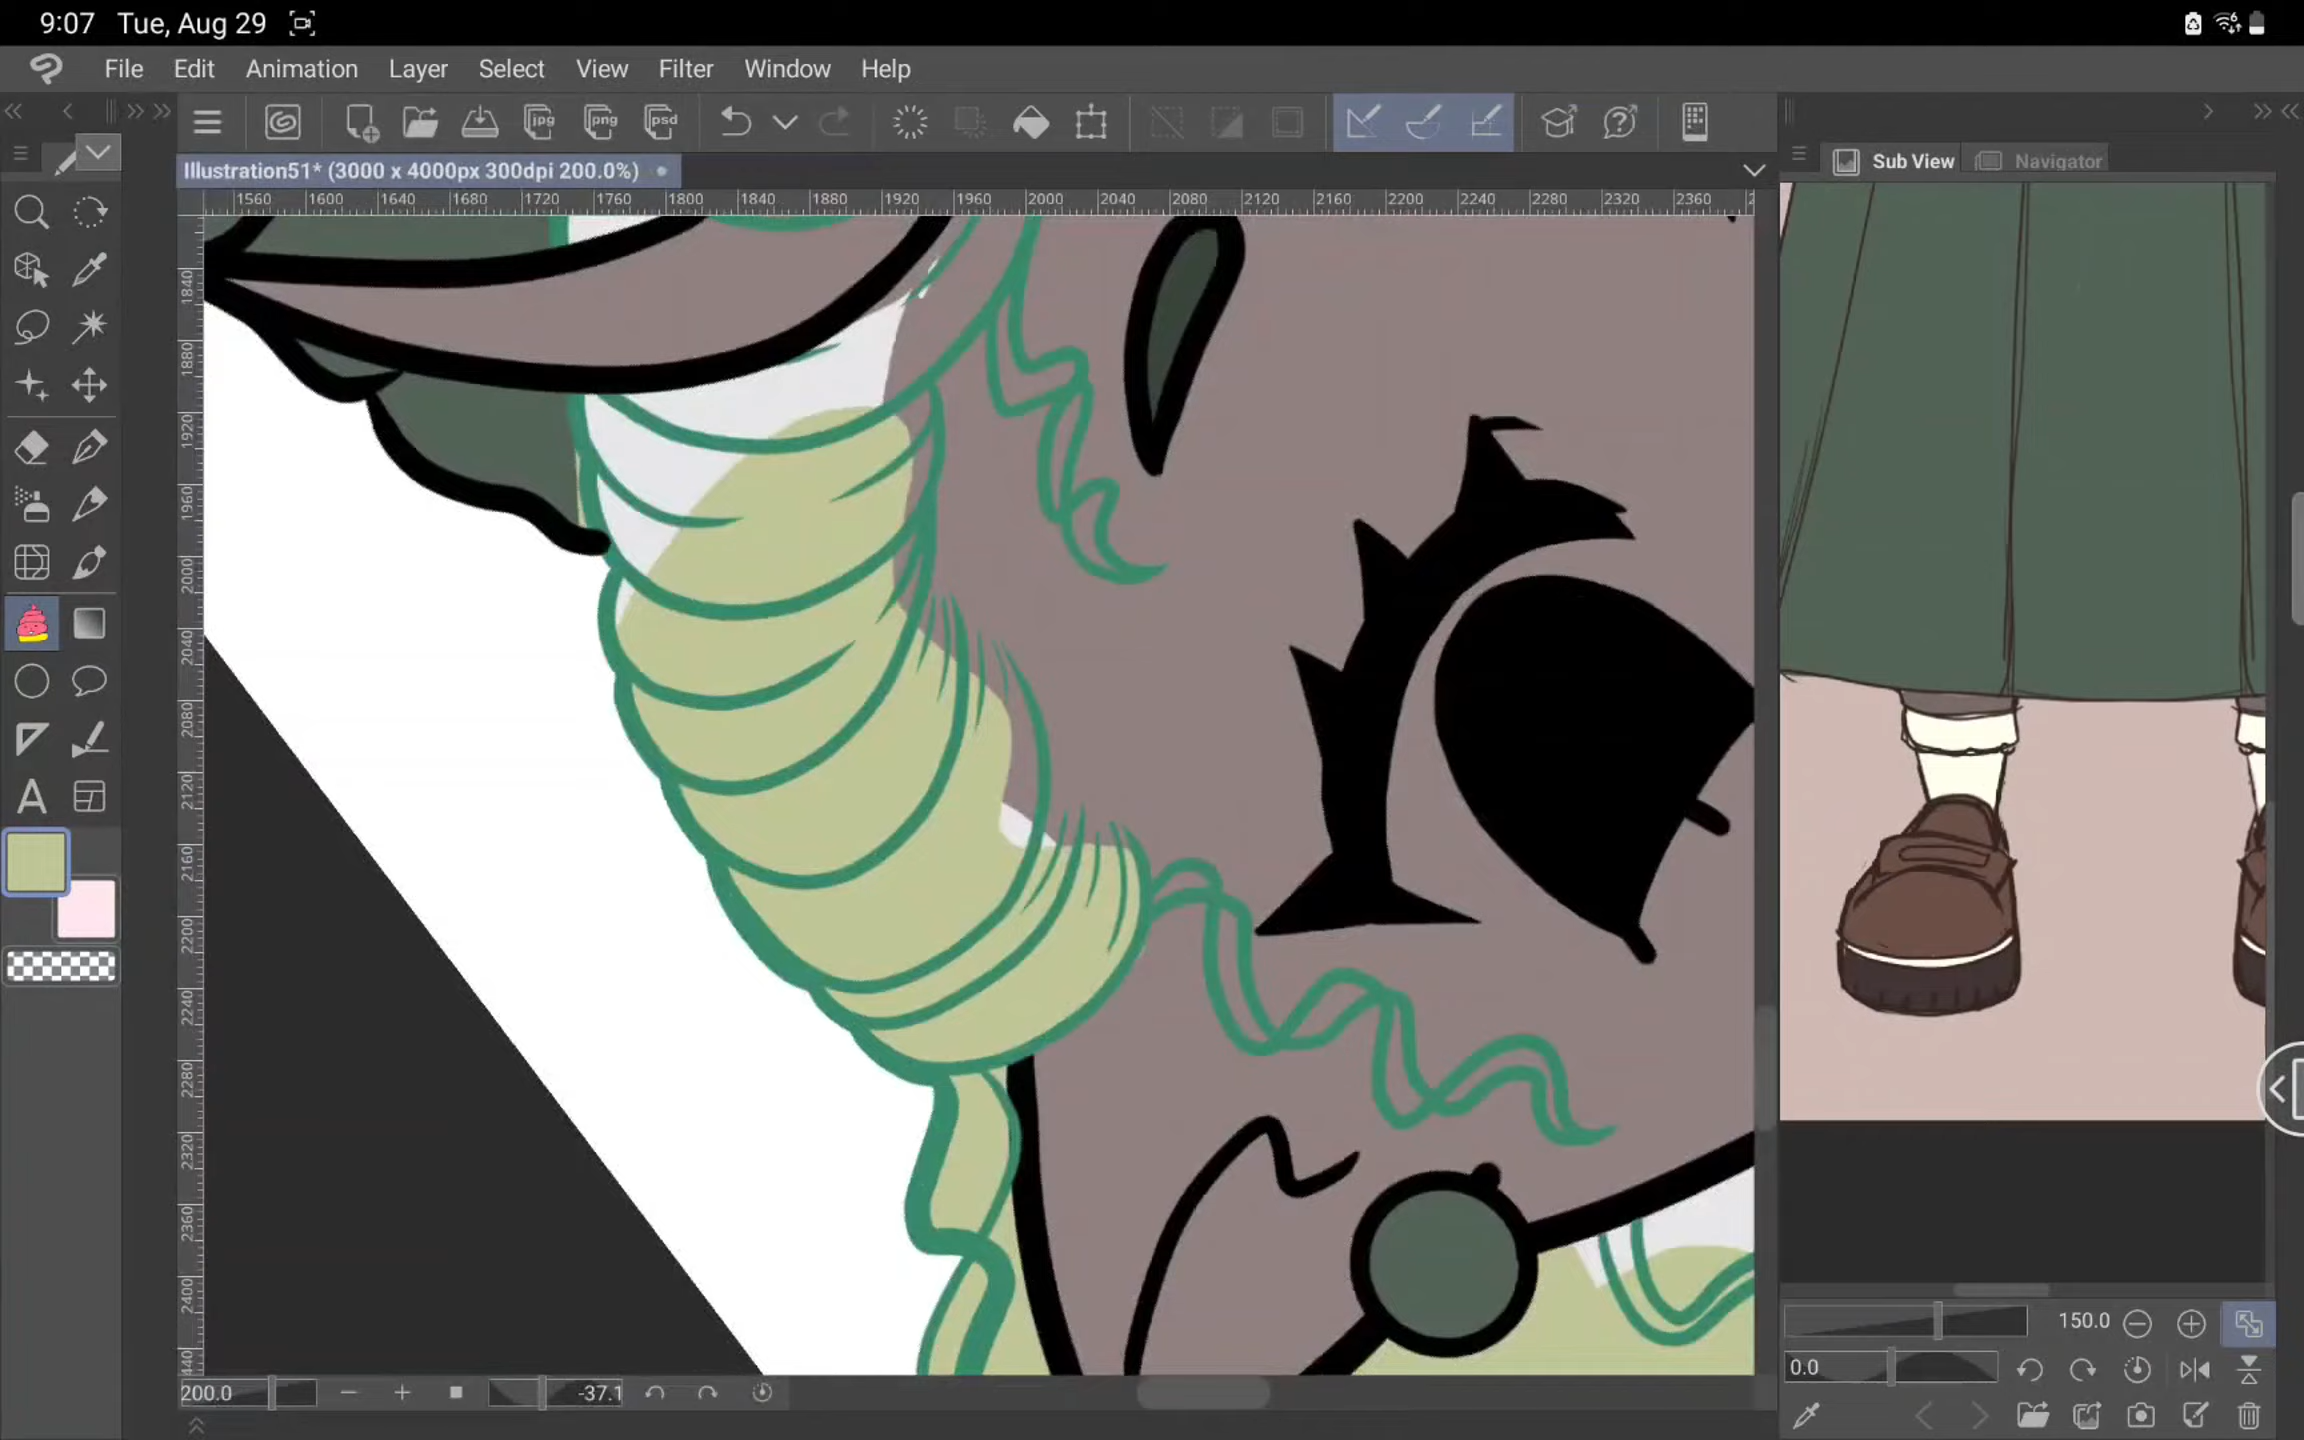 9:07 Tue, Aug 29
File Edit Animation Layer Select View Filter Window Help
jpg png psd
Illustration51* (3000 x 4000px 300dpi 200.0%)
Sub View Navigator
1560 1600 1640 1680 1720 1760 1800 1840 1880 1920 1960 2000 2040 2080 2120 2160 2200 2240 2280 2320 2360
1840
1880
1920
1960
2000
2040
2080
2120
2160
2200
2240
2280
2320
2360
2400
A
150.0
0.0
200.0 -37.1